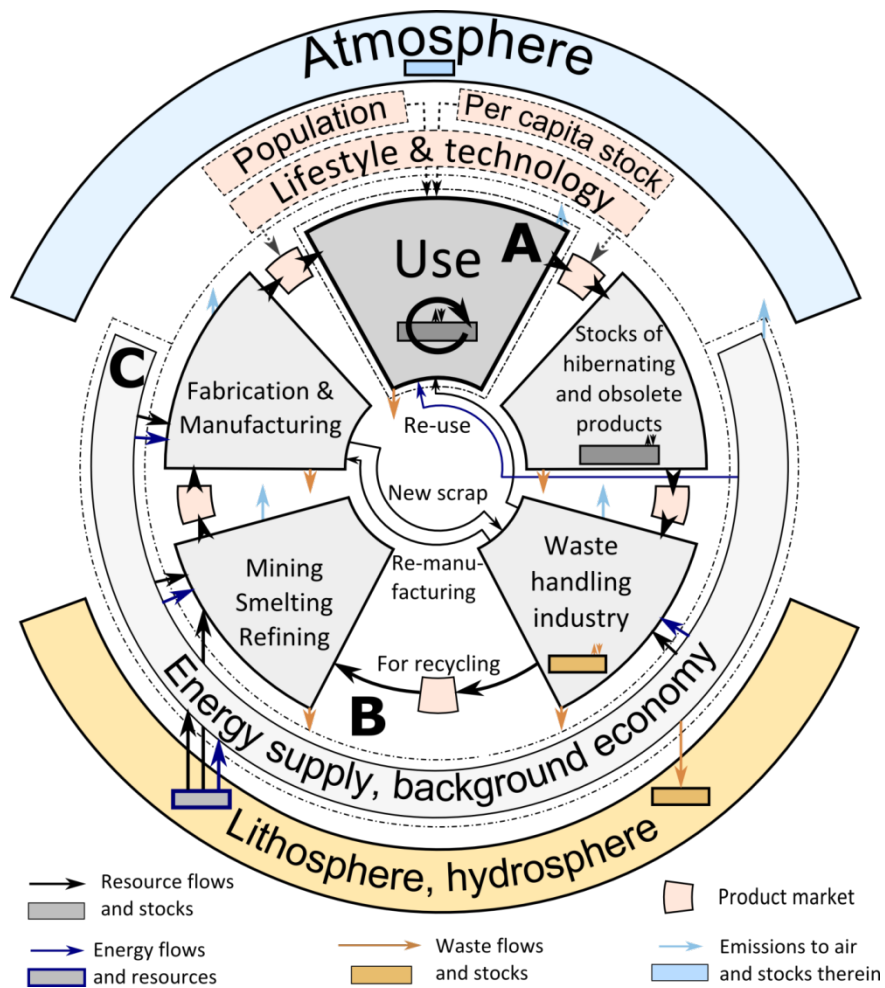 Atmosphere
Population
Per capita stock
Lifestyle & technology
Use
A
C
Fabrication &
Manufacturing
Stocks of
hibernating
and obsolete
products
Re-use
New scrap
Mining
Smelting
Refining
Re-manu-
facturing
Waste
handling
industry
For recycling
B
Energy supply, background economy
Lithosphere, hydrosphere
Resource flows
and stocks
Product market
Energy flows
and resources
Waste flows
and stocks
Emissions to air
and stocks therein